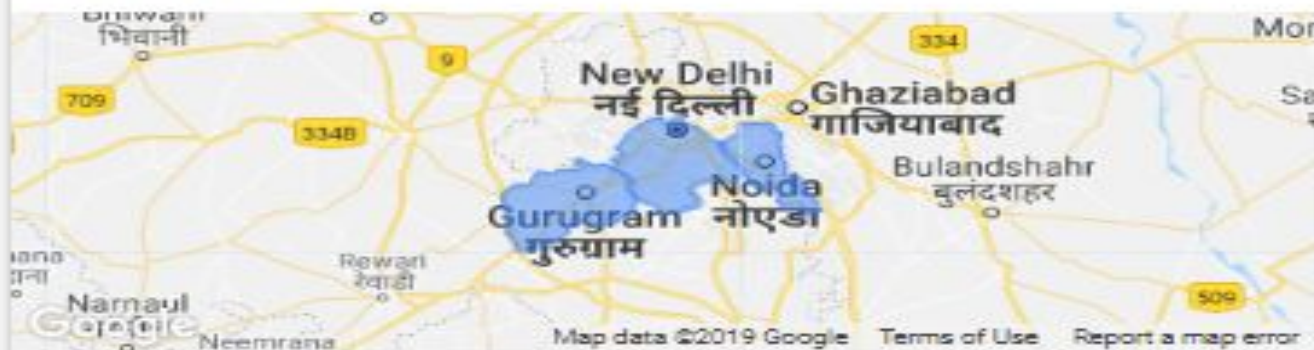 भिवानी
9
334
709
3348
New Delhi
नई दिल्ली
Ghaziabad
गाजियाबाद
Bulandshahr
बुलंदशहर
Noida
नोएडा
Gurugram
गुरुग्राम
Rewari
रेवाड़ी
Narnaul
Google
Neemrana
509
Map data ©2019 Google
Terms of Use
Report a map error